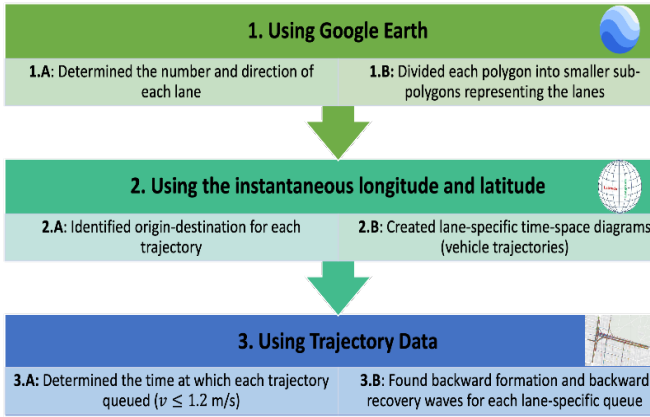 1. Using Google Earth
1.A: Determined the number and direction of
each lane
1.B: Divided each polygon into smaller sub-
polygons representing the lanes
2. Using the instantaneous longitude and latitude
2.A: Identified origin-destination for each
trajectory
2.B: Created lane-specific time-space diagrams
(vehicle trajectories)
3. Using Trajectory Data
3.A: Determined the time at which each trajectory
queued (𝑣 ≤ 1.2 m/s)
3.B: Found backward formation and backward
recovery waves for each lane-specific queue